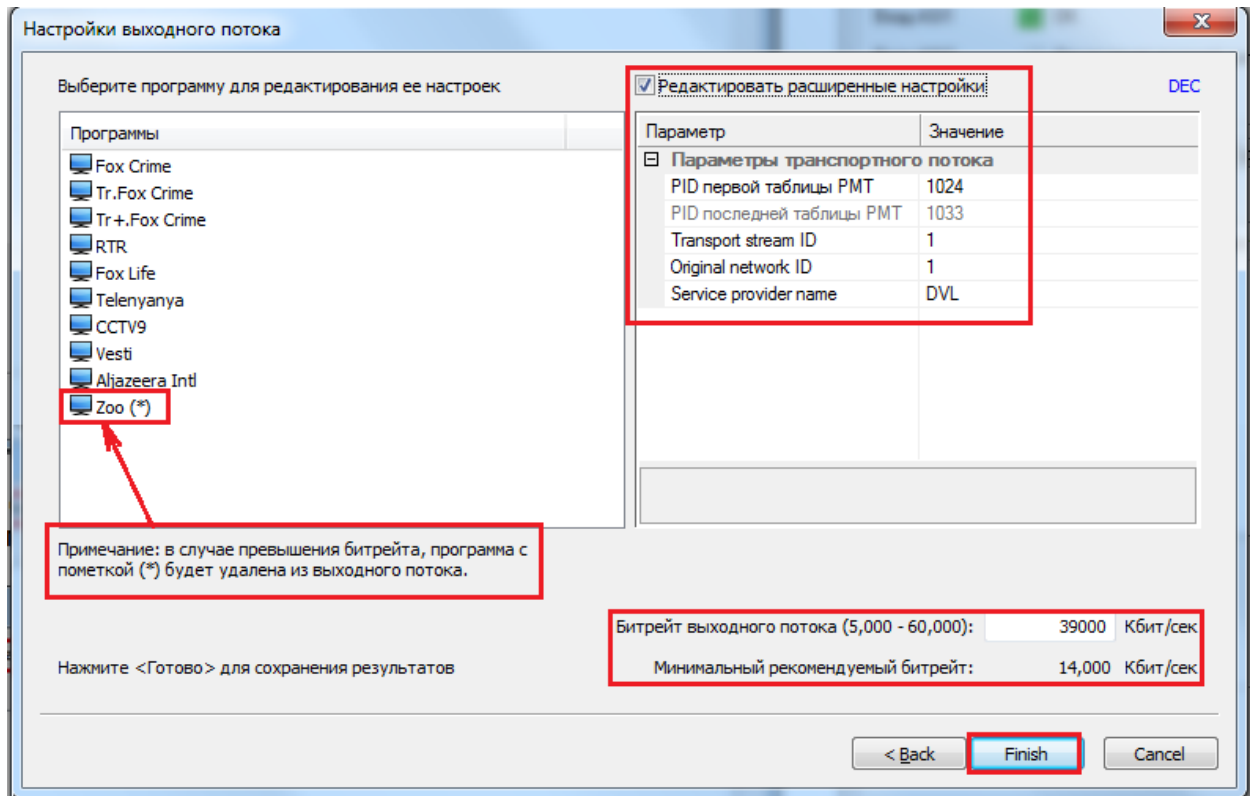 Настройки выходного потока
Выберите программу для редактирования ее настроек
Программы
Fox Crime
Tr.Fox Crime
Tr+.Fox Crime
RTR
Fox Life
Telenyanya
CCTV9
Vesti
Aljazeera Intl
Zoo (*)
Примечание: в случае превышения битрейта, программа с
пометкой (*) будет удалена из выходного потока.
Редактировать расширенные настройки
DEC
Параметр Значение
Параметры транспортного потока
PID первой таблицы PMT 1024
PID последней таблицы PMT 1033
Transport stream ID 1
Original network ID 1
Service provider name DVL
Битрейт выходного потока (5,000 - 60,000): 39000 Кбит/сек
Минимальный рекомендуемый битрейт: 14,000 Кбит/сек
Нажмите <Готово> для сохранения результатов
< Back Finish Cancel